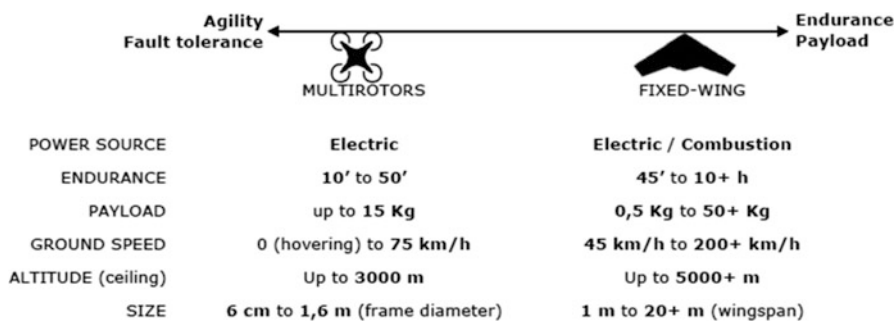 Agility
Fault tolerance
Endurance
Payload
MULTIROTORS
FIXED-WING
POWER SOURCE Electric Electric / Combustion
ENDURANCE 10’ to 50’ 45’ to 10+ h
PAYLOAD up to 15 Kg 0,5 Kg to 50+ Kg
GROUND SPEED 0 (hovering) to 75 km/h 45 km/h to 200+ km/h
ALTITUDE (ceiling) Up to 3000 m Up to 5000+ m
SIZE 6 cm to 1,6 m (frame diameter) 1 m to 20+ m (wingspan)